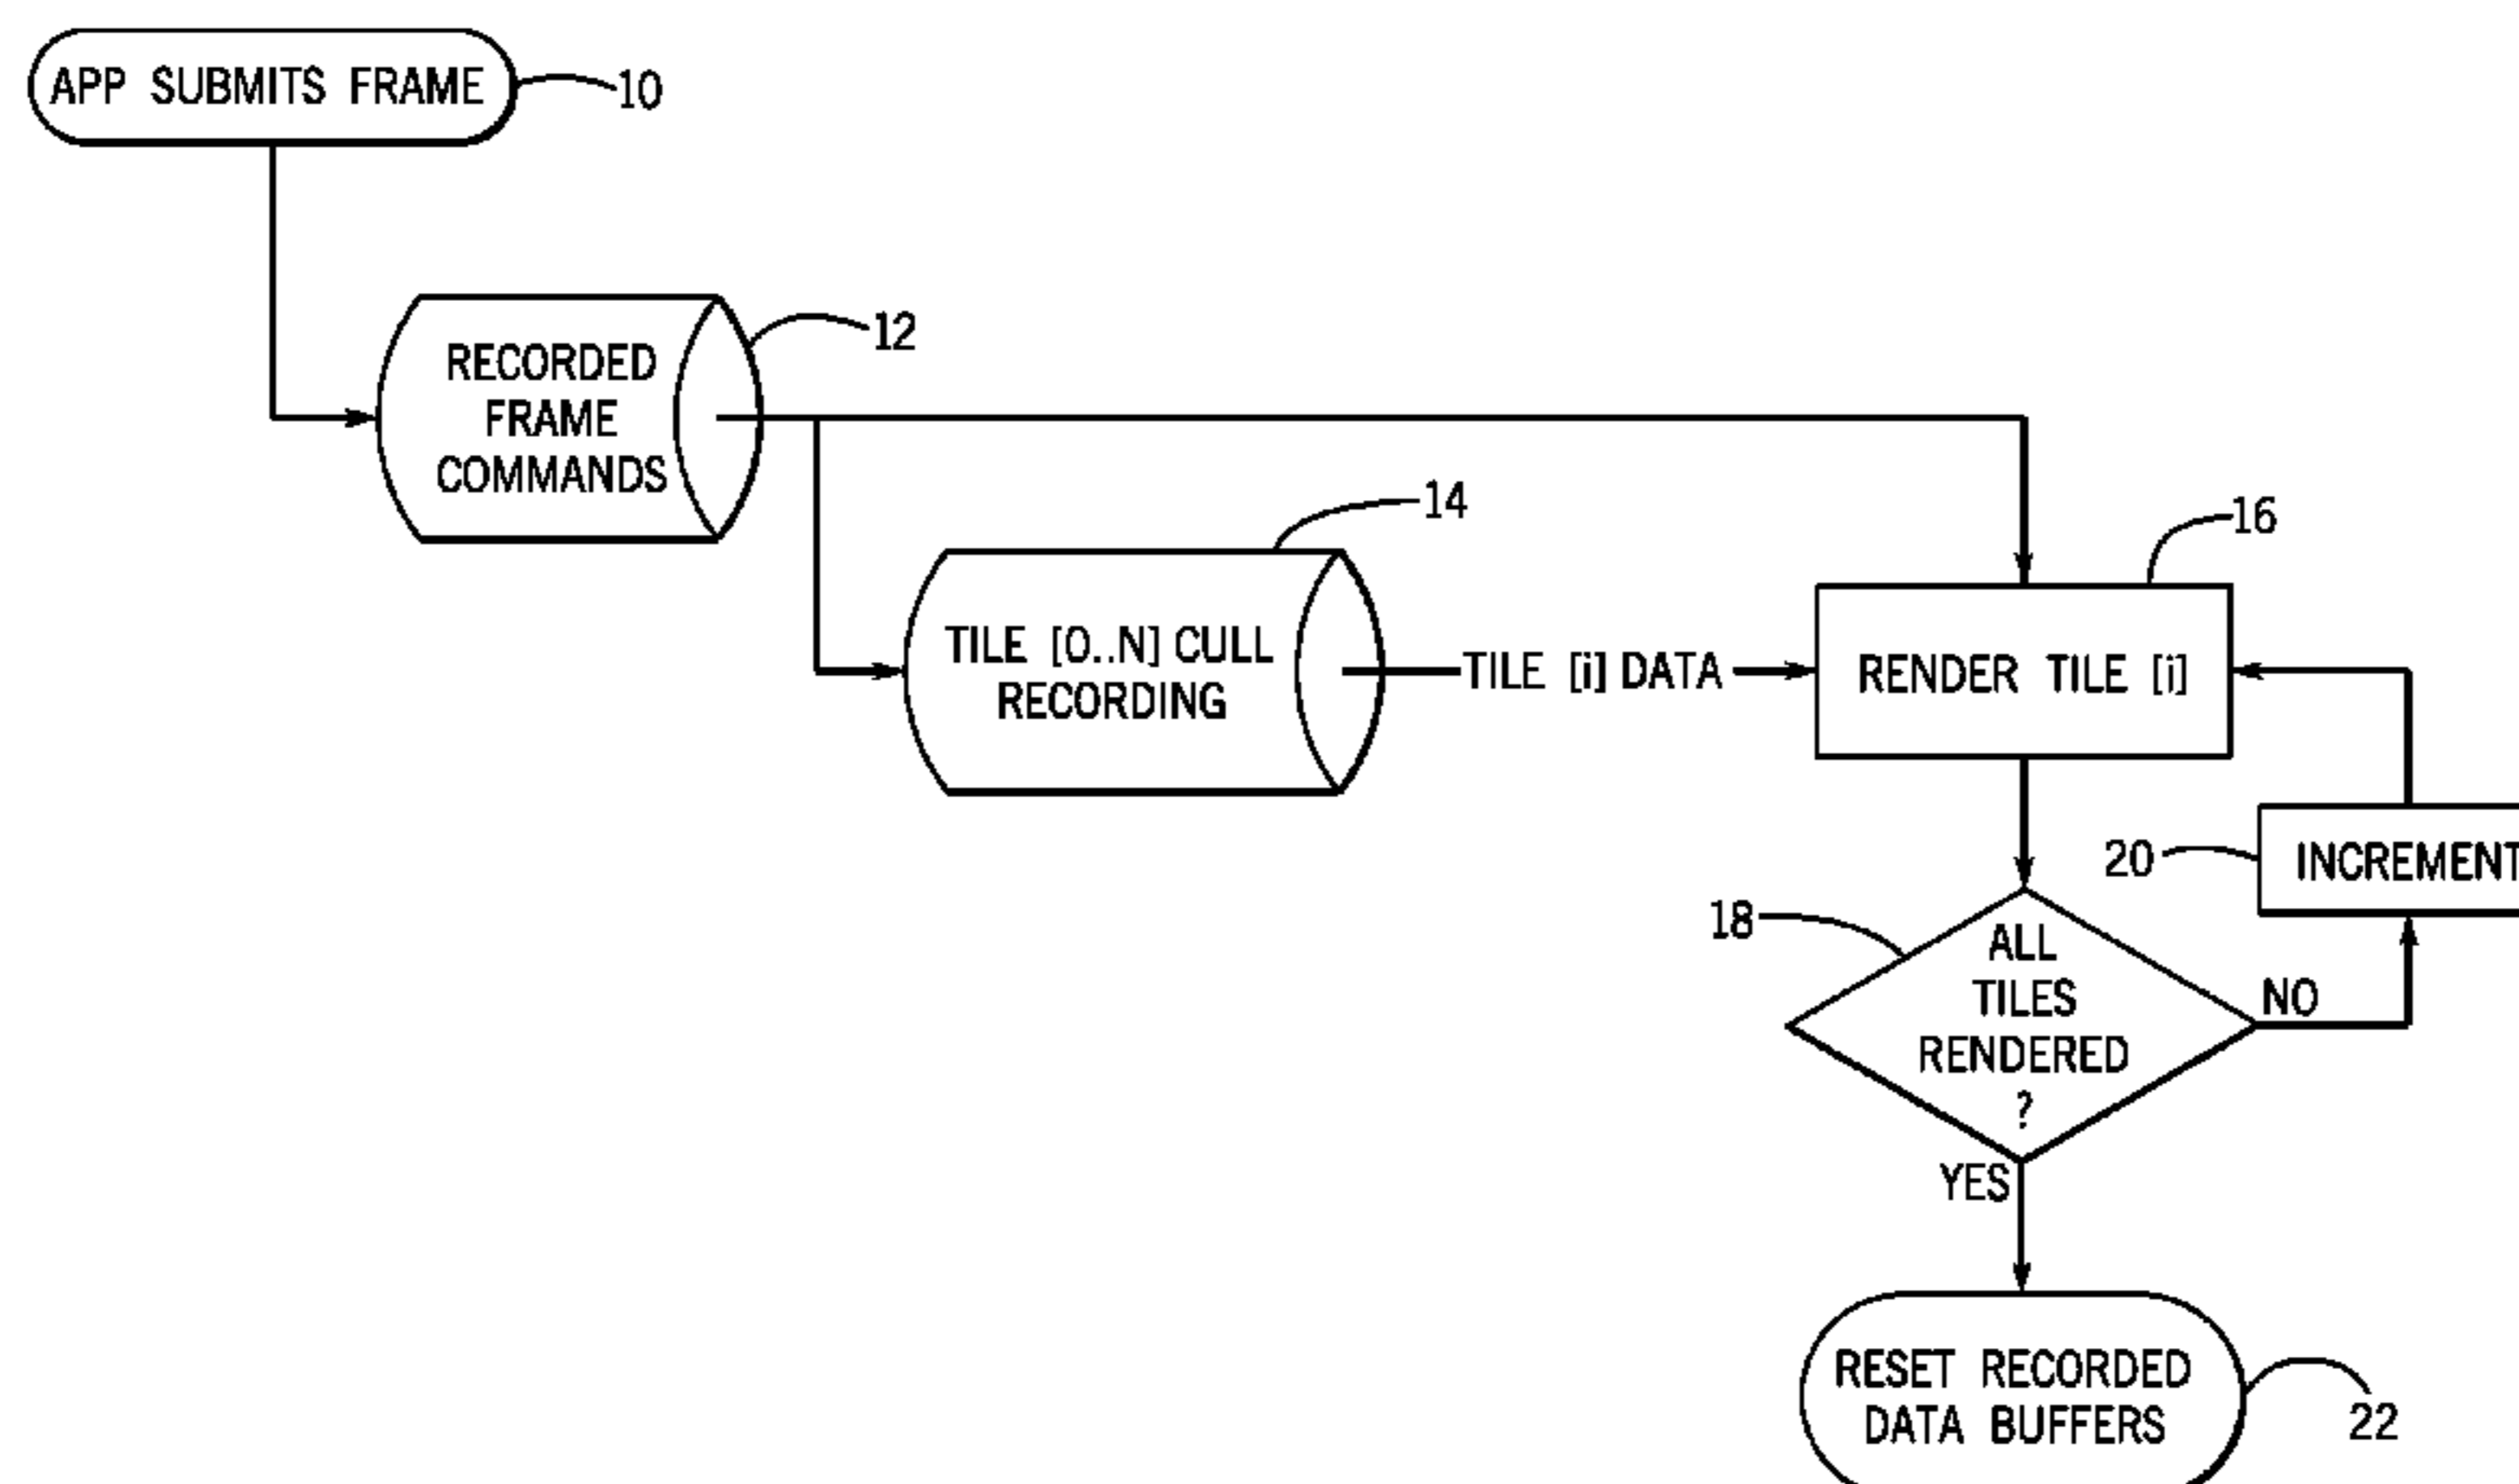 APP SUBMITS FRAME
10
RECORDED
FRAME
COMMANDS
12
14
TILE [0..N] CULL
RECORDING
TILE [i] DATA
16
RENDER TILE [i]
20
INCREMENT
18
ALL
TILES
RENDERED
?
NO
YES
RESET RECORDED
DATA BUFFERS
22